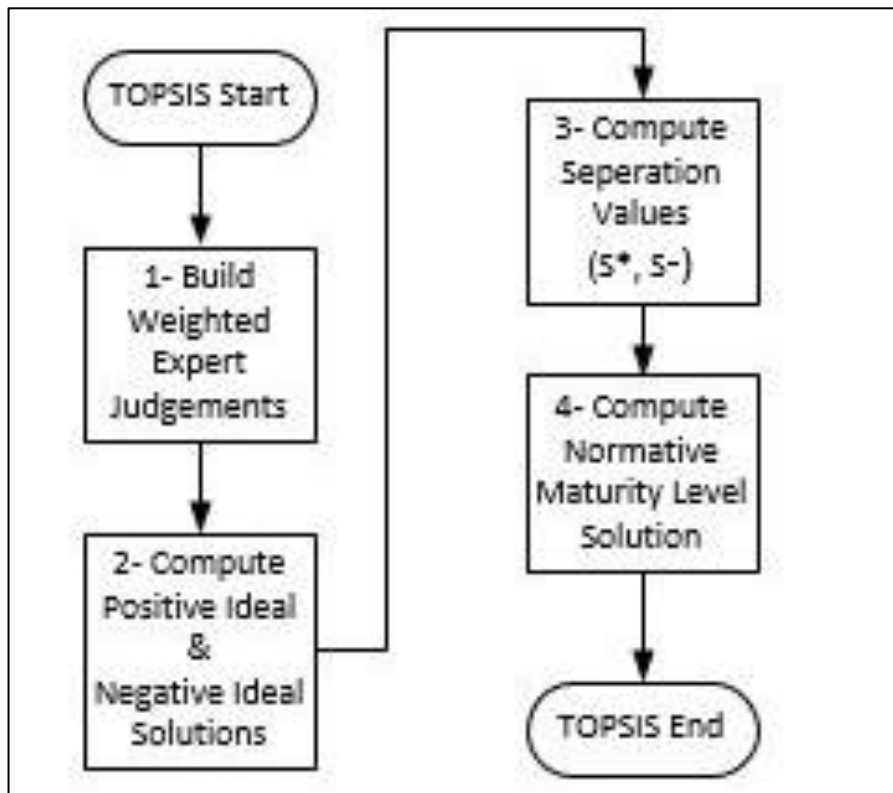 TOPSIS Start
1- Build
Weighted
Expert
Judgements
2- Compute
Positive Ideal
&
Negative Ideal
Solutions
3- Compute
Seperation
Values
(S*, S-)
4- Compute
Normative
Maturity Level
Solution
TOPSIS End